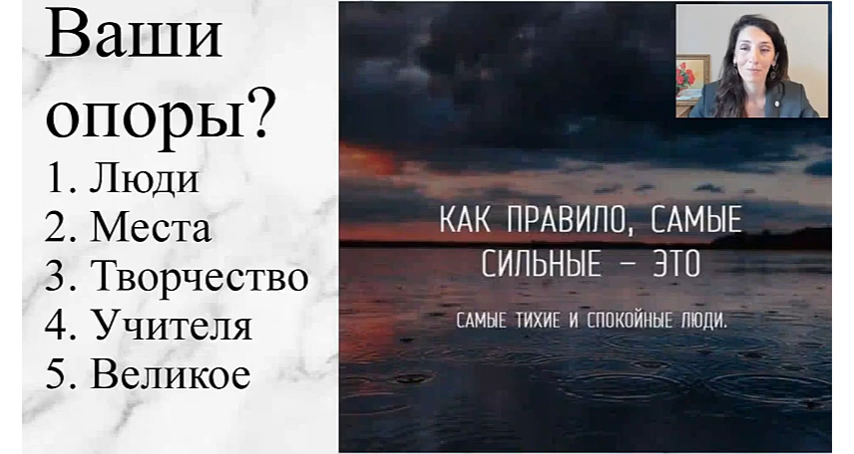 Ваши
опоры?
1. Люди
2. Места
3. Творчество
4. Учителя
5. Великое
КАК ПРАВИЛО, САМЫЕ
СИЛЬНЫЕ – ЭТО
САМЫЕ ТИХИЕ И СПОКОЙНЫЕ ЛЮДИ.